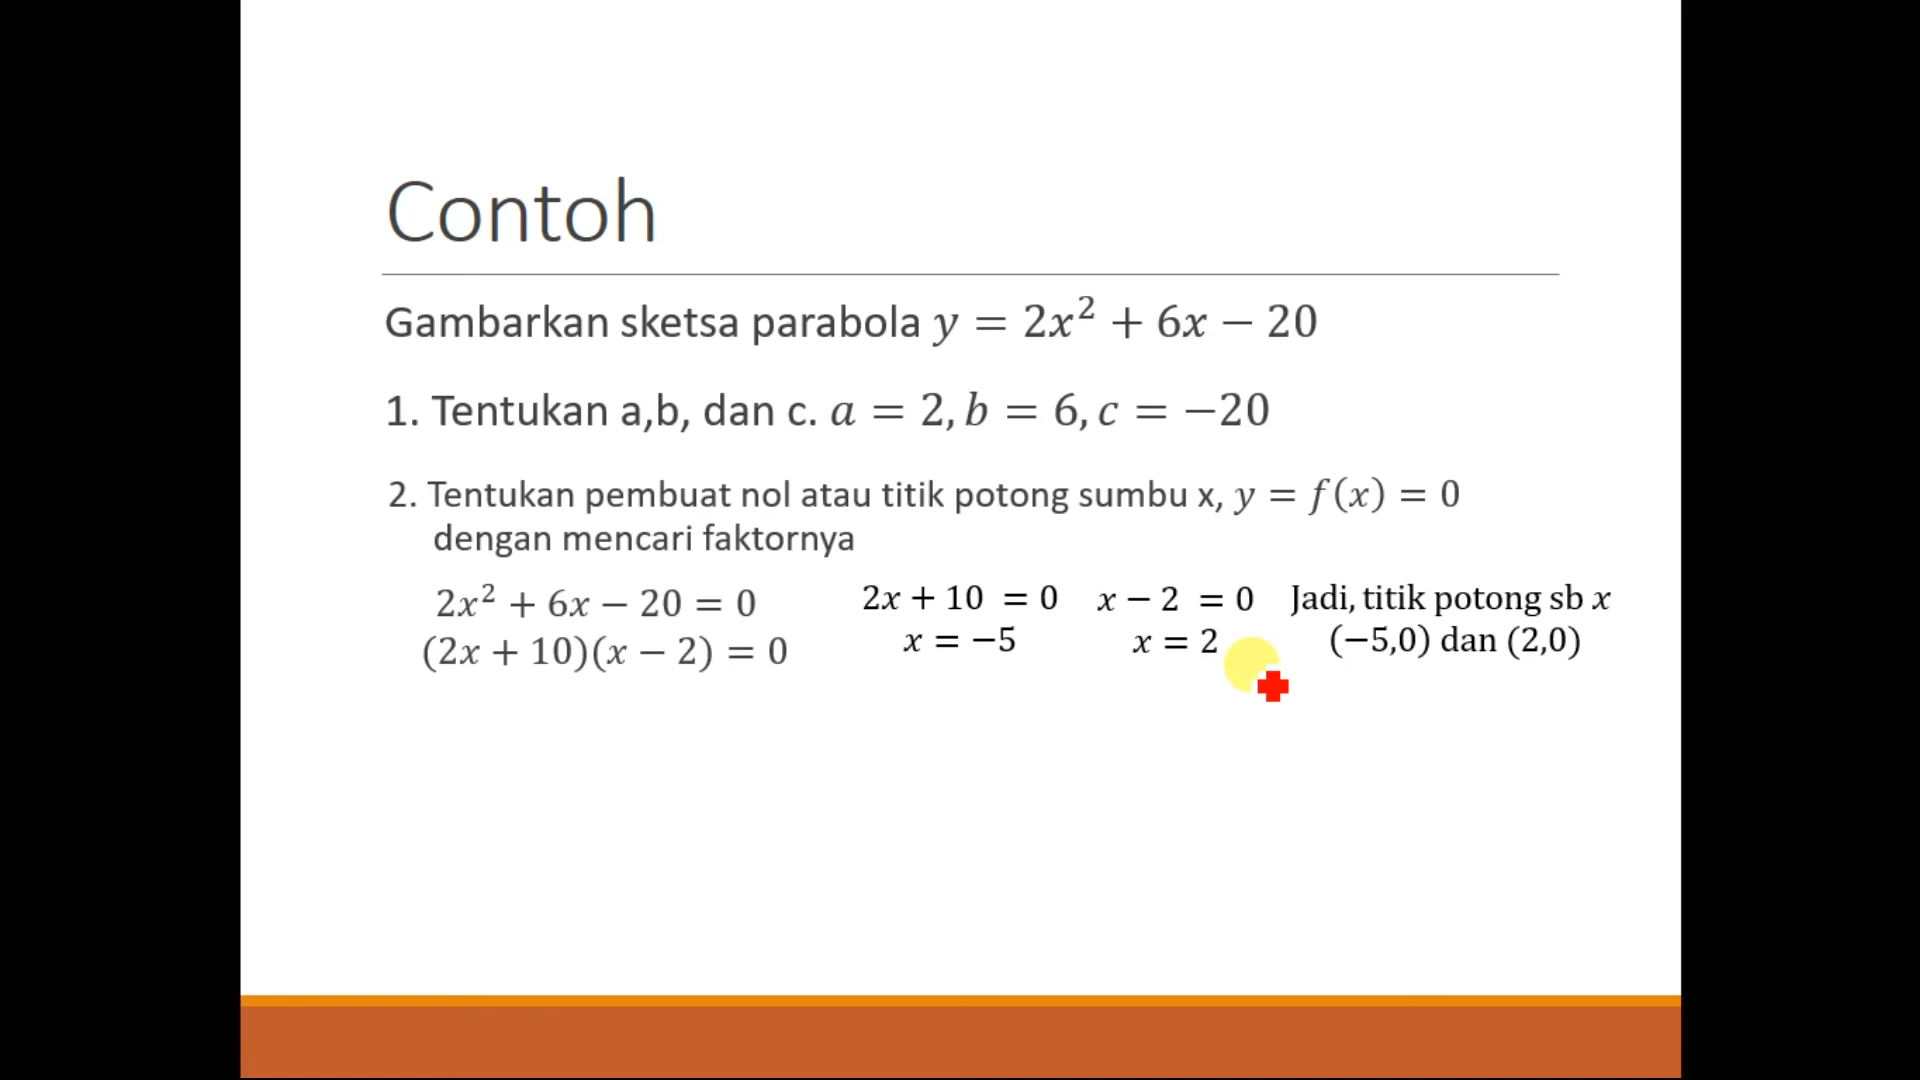 Contoh
Gambarkan sketsa parabola y = 2x² + 6x − 20
1. Tentukan a,b, dan c. a = 2, b = 6, c = −20
2. Tentukan pembuat nol atau titik potong sumbu x, y = f(x) = 0
dengan mencari faktornya
2x² + 6x − 20 = 0
(2x + 10)(x − 2) = 0
2x + 10 = 0
x = −5
x − 2 = 0
x = 2
Jadi, titik potong sb x
(−5,0) dan (2,0)